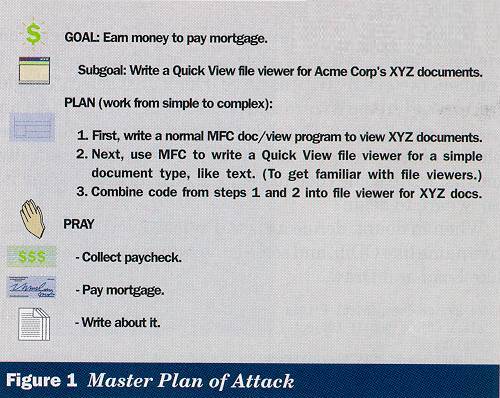 $
GOAL: Earn money to pay mortgage.
Subgoal: Write a Quick View file viewer for Acme Corp's XYZ documents.
PLAN (work from simple to complex):
1. First, write a normal MFC doc/view program to view XYZ documents.
2. Next, use MFC to write a Quick View file viewer for a simple
document type, like text. (To get familiar with file viewers.)
3. Combine code from steps 1 and 2 into file viewer for XYZ docs.
PRAY
$$$
- Collect paycheck.
- Pay mortgage.
- Write about it.
Figure 1 Master Plan of Attack